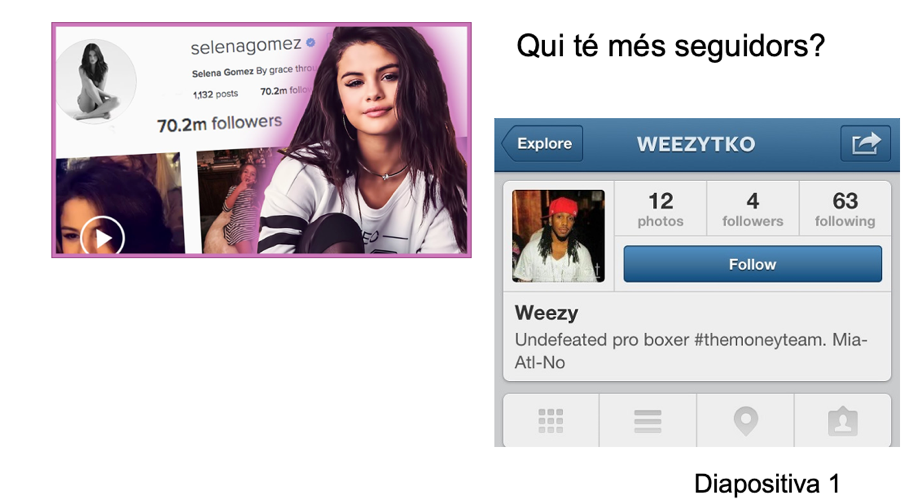 Qui té més seguidors?
selenagomez
Selena Gomez By grace throu
1,132 posts 70.2m follo
70.2m followers
Explore
WEEZYTKO
12 4 63
photos followers following
Follow
Weezy
Undefeated pro boxer #themoneyteam. Mia-
Atl-No
Diapositiva 1